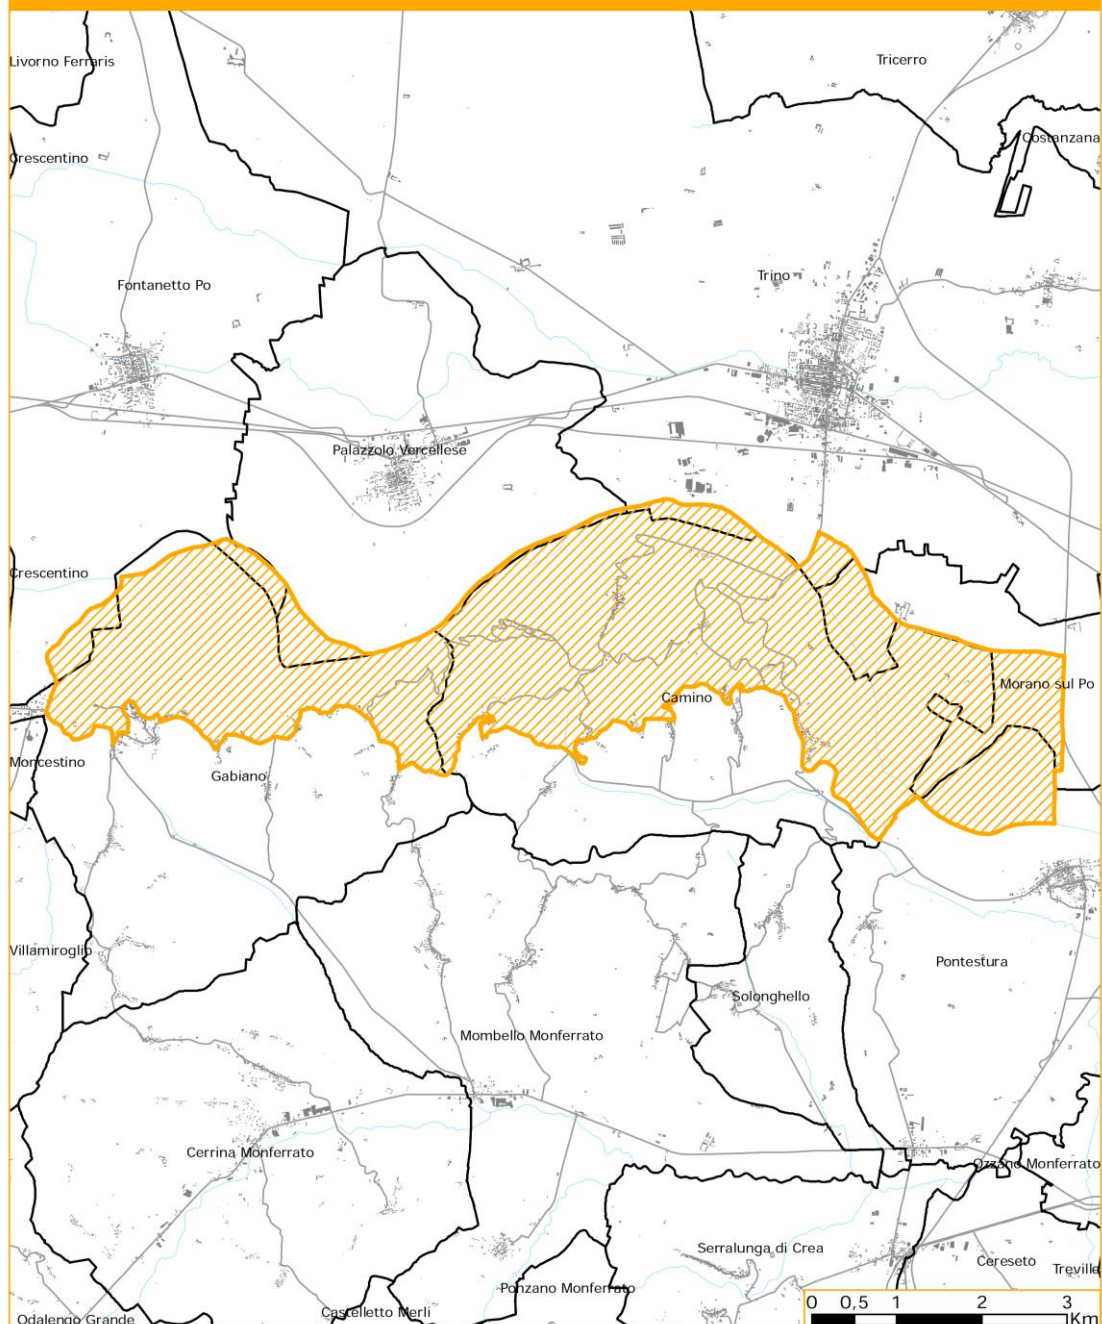 Livorno Ferraris
Tricerro
Costanzana
Crescentino
Trino
Fontanetto Po
Palazzolo Vercellese
Crescentino
Morano sul Po
Camino
Moncestino
Gabiano
Villamiroglio
Pontestura
Solonghello
Mombello Monferrato
Cerrina Monferrato
Ozzano Monferrato
Serralunga di Crea
Cereseto
Treville
Ponzano Monferrato
Castelletto Merli
Odalengo Grande
0 0,5 1 2 3
Km